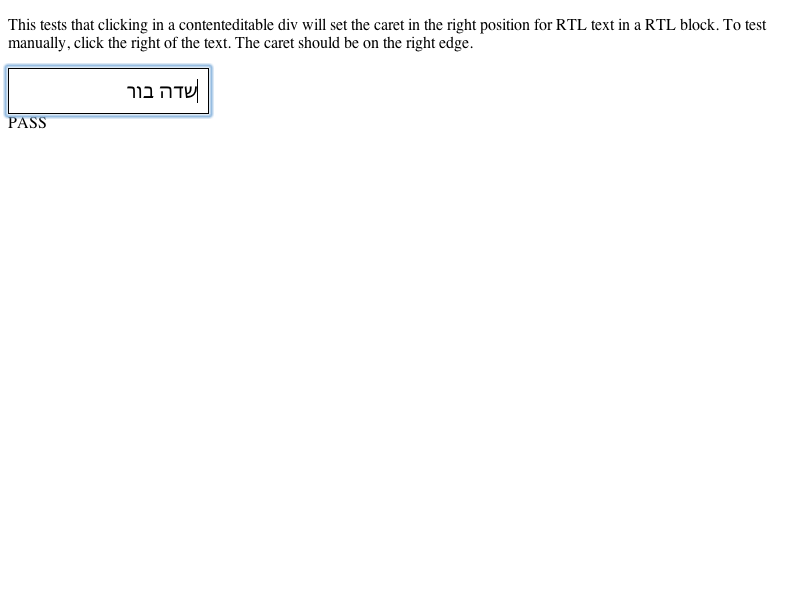 This tests that clicking in a contenteditable div will set the caret in the right position for RTL text in a RTL block. To test
manually, click the right of the text. The caret should be on the right edge.
שדה בור
PASS